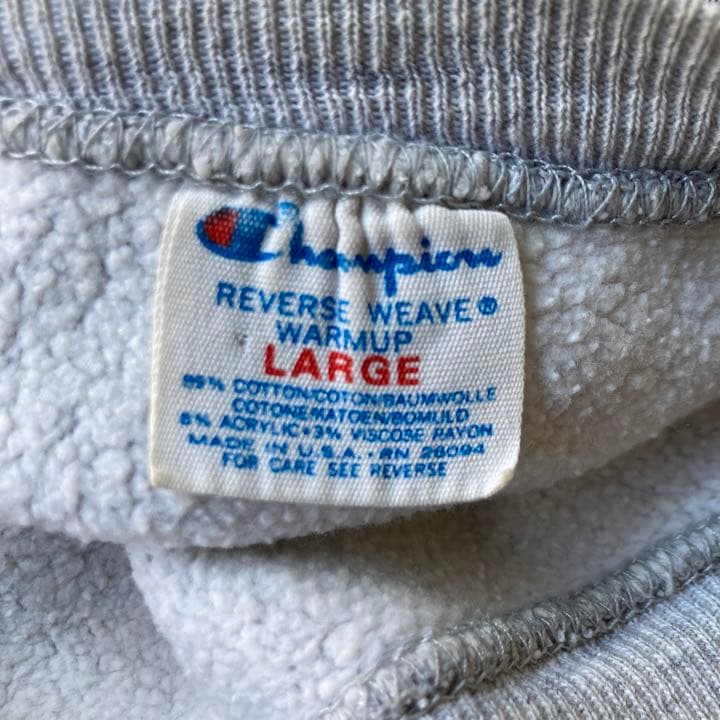 Champion
REVERSE WEAVE®
WARMUP
LARGE
89% COTTON/COTON/BAUMWOLLE
COTONE/KATOEN/BOMULD
8% ACRYLIC • 3% VISCOSE RAYON
MADE IN U.S.A. • RN 26094
FOR CARE SEE REVERSE